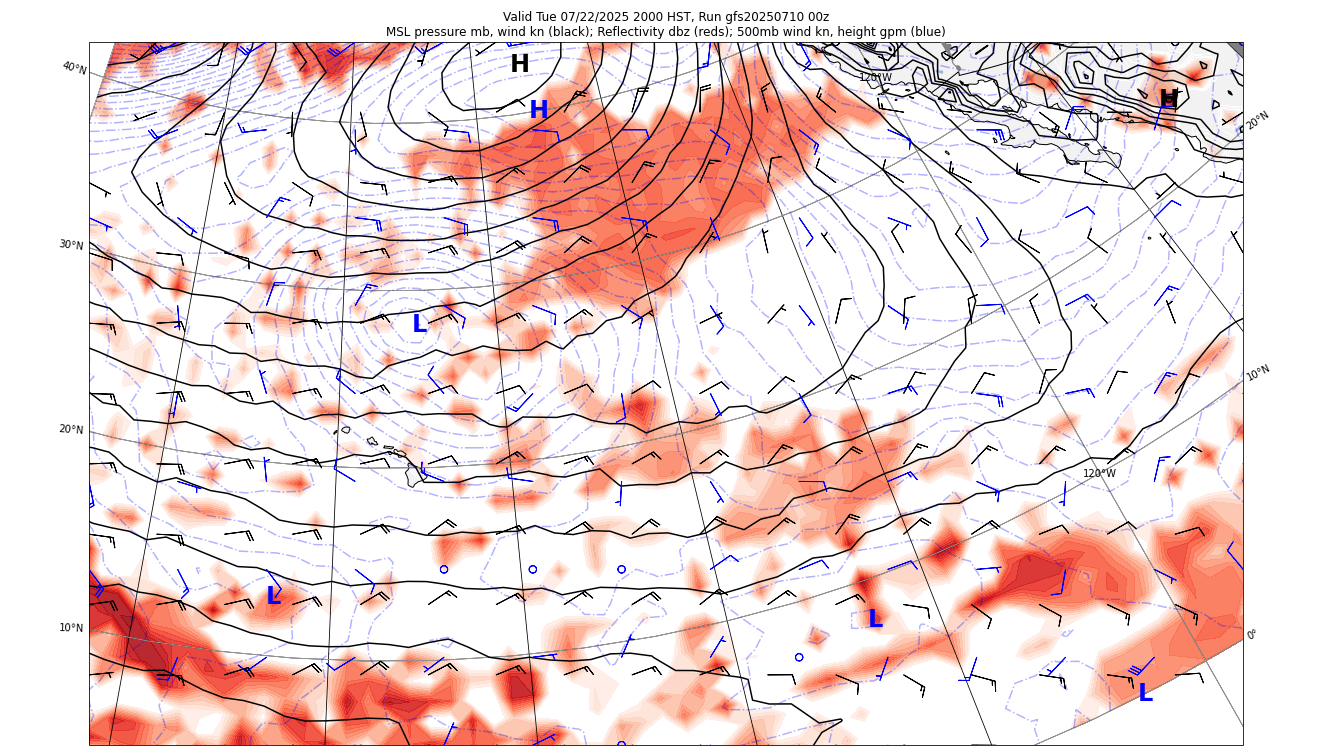 Valid Tue 07/22/2025 2000 HST, Run gfs20250710 00z
MSL pressure mb, wind kn (black); Reflectivity dbz (reds); 500mb wind kn, height gpm (blue)
40°N
H
120°W
H
H
20°N
30°N
L
10°N
20°N
120°W
L
L
10°N
0°
L